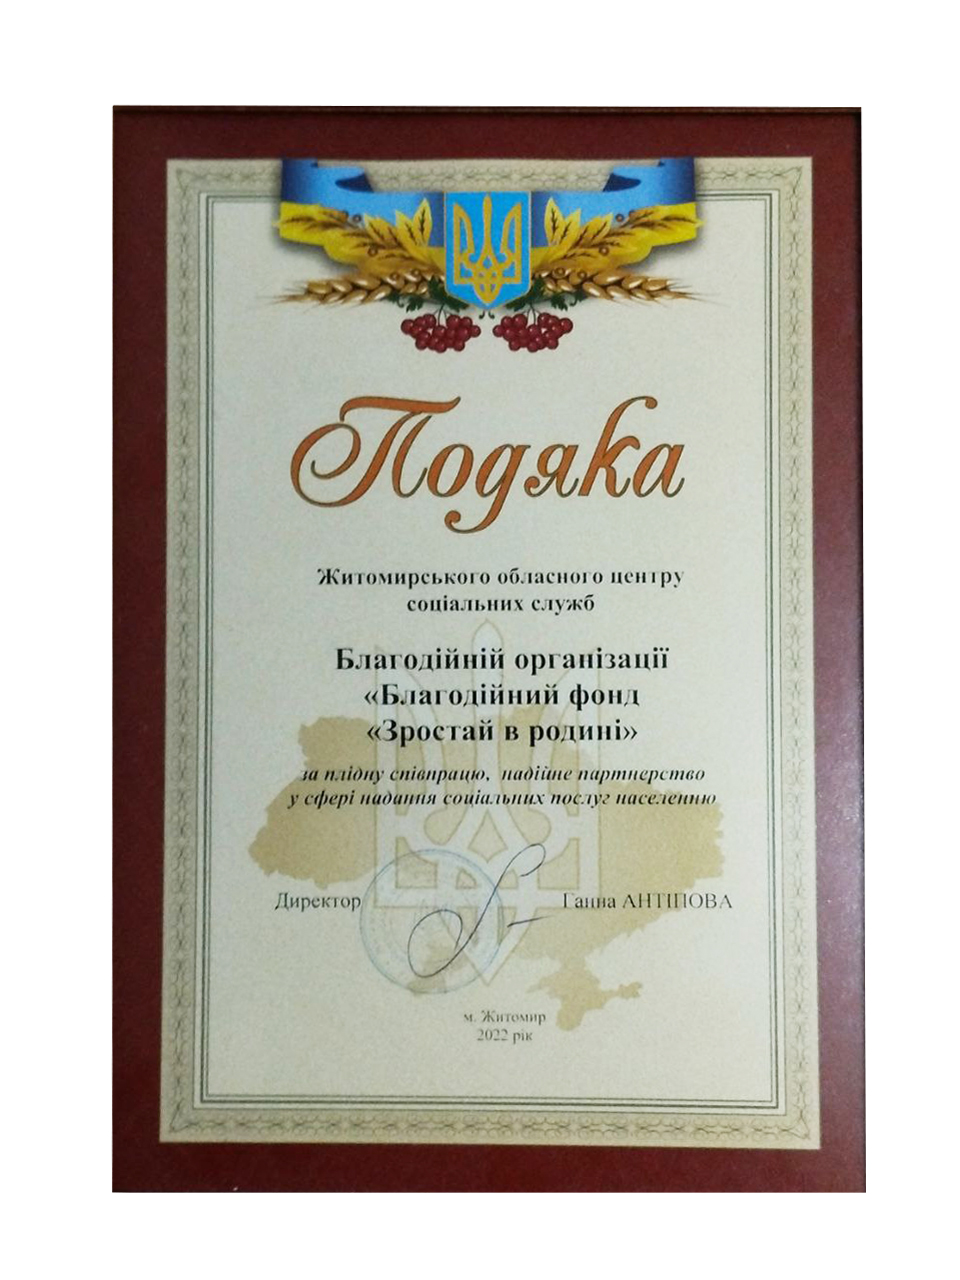 Подяка
Житомирського обласного центру
соціальних служб
Благодійній організації
«Благодійний фонд
«Зростай в родині»
за плідну співпрацю, надійне партнерство
у сфері надання соціальних послуг населенню
Директор Ганна АНТІПОВА
м. Житомир
2022 рік